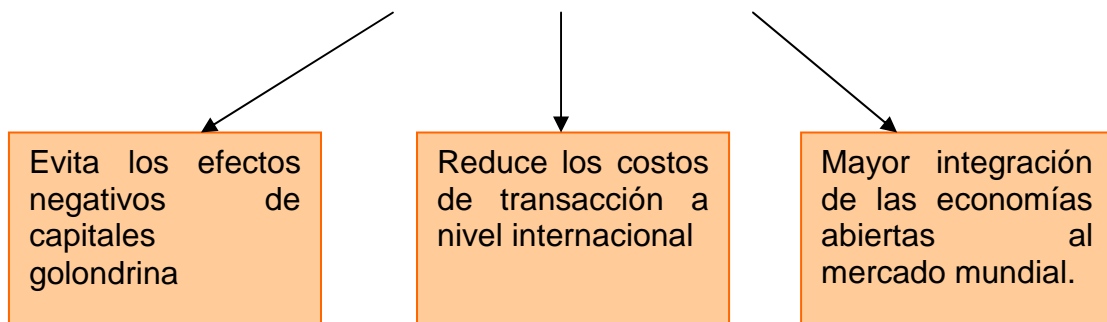 Evita los efectos
negativos de
capitales
golondrina
Reduce los costos
de transacción a
nivel internacional
Mayor integración
de las economías
abiertas al
mercado mundial.